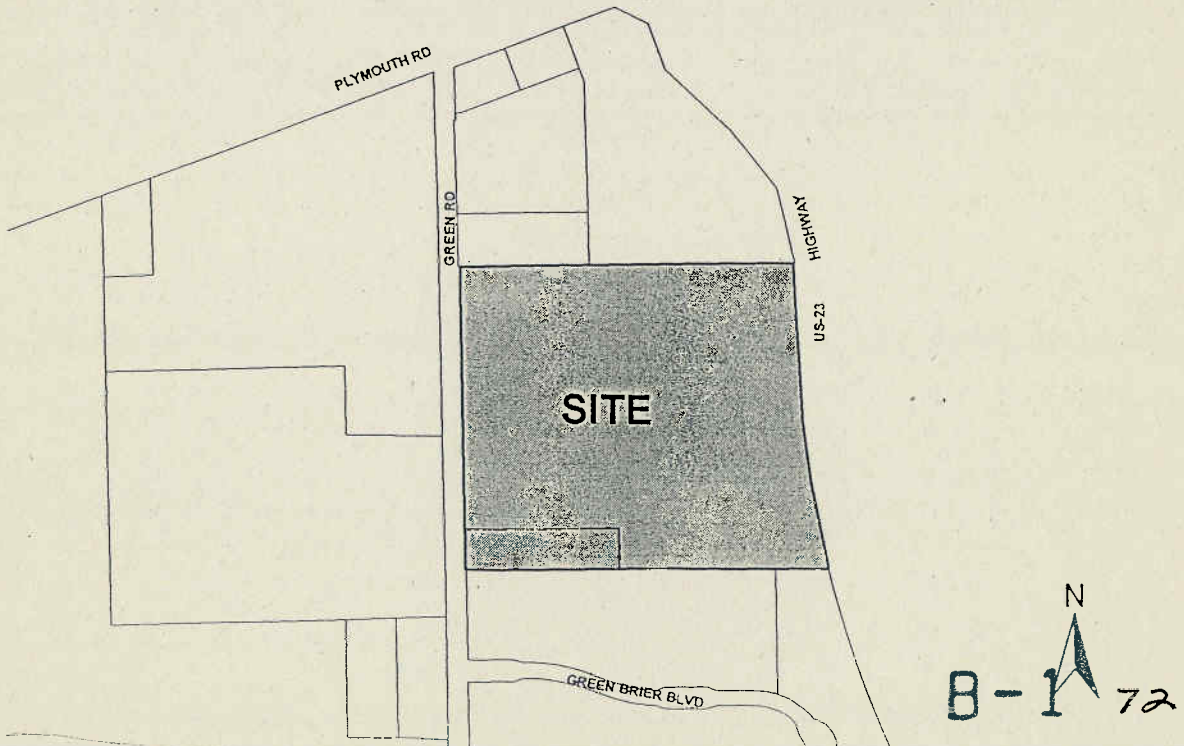 PLYMOUTH RD
GREEN RD
HIGHWAY
US-23
SITE
GREEN BRIER BLVD
N
B-1 72